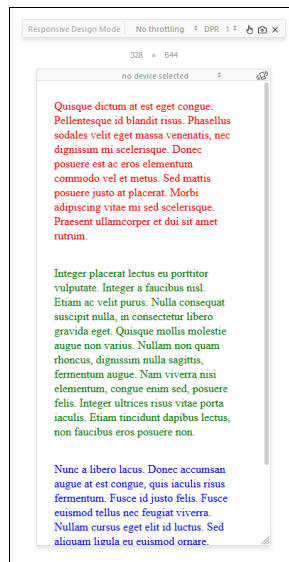 Responsive Design Mode No throttling DPR 1
328 × 644
no device selected
Quisque dictum at est eget congue.
Pellentesque id blandit risus. Phasellus
sodales velit eget massa venenatis, nec
dignissim mi scelerisque. Donec
posuere est ac eros elementum
commodo vel et metus. Sed mattis
posuere justo at placerat. Morbi
adipiscing vitae mi sed scelerisque.
Praesent ullamcorper et dui sit amet
rutrum.
Integer placerat lectus eu porttitor
vulputate. Integer a faucibus nisl.
Etiam ac velit purus. Nulla consequat
suscipit nulla, in consectetur libero
gravida eget. Quisque mollis molestie
augue non varius. Nullam non quam
rhoncus, dignissim nulla sagittis,
fermentum augue. Nam viverra nisi
elementum, congue enim sed, posuere
felis. Integer ultrices risus vitae porta
iaculis. Etiam tincidunt dapibus lectus,
non faucibus eros posuere non.
Nunc a libero lacus. Donec accumsan
augue at est congue, quis iaculis risus
fermentum. Fusce id justo felis. Fusce
euismod tellus nec feugiat viverra.
Nullam cursus eget elit id luctus. Sed
aliquam ligula eu euismod ornare.